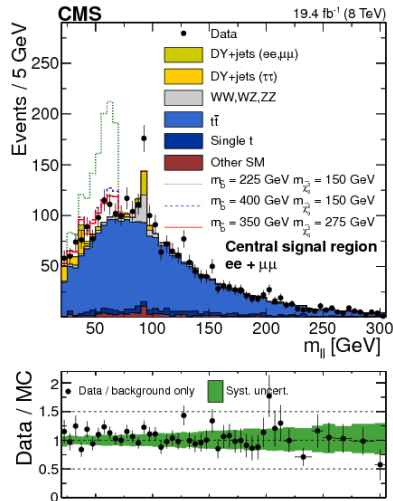 CMS 19.4 fb⁻¹ (8 TeV)
Events / 5 GeV
250
200
150
100
50
Data
DY+jets (ee,μμ)
DY+jets (ττ)
WW,WZ,ZZ
tt̄
Single t
Other SM
m_b̃ = 225 GeV m_χ̃⁰₂ = 150 GeV
m_b̃ = 400 GeV m_χ̃⁰₂ = 150 GeV
m_b̃ = 350 GeV m_χ̃⁰₂ = 275 GeV
Central signal region
ee + μμ
50 100 150 200 250 300
m_ll [GeV]
Data / MC
2
1.5
1
0.5
0
Data / background only
Syst. uncert.